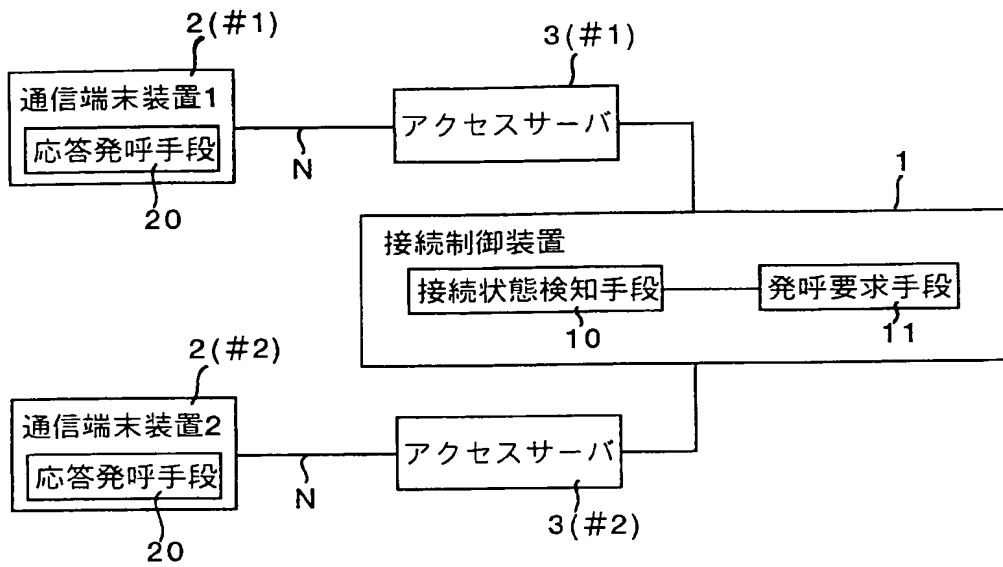 2(#1)
通信端末装置1
応答発呼手段
20
N
3(#1)
アクセスサーバ
1
接続制御装置
接続状態検知手段
発呼要求手段
10
11
2(#2)
通信端末装置2
応答発呼手段
20
N
アクセスサーバ
3(#2)